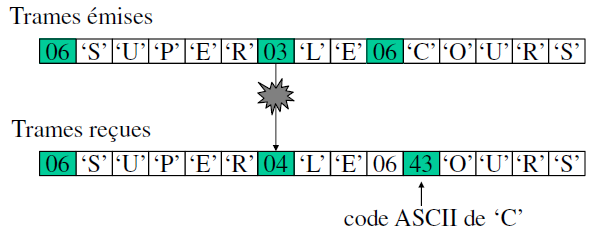 Trames émises
06 ‘S’ ‘U’ ‘P’ ‘E’ ‘R’ 03 ‘L’ ‘E’ 06 ‘C’ ‘O’ ‘U’ ‘R’ ‘S’
Trames reçues
06 ‘S’ ‘U’ ‘P’ ‘E’ ‘R’ 04 ‘L’ ‘E’ 06 43 ‘O’ ‘U’ ‘R’ ‘S’
code ASCII de ‘C’